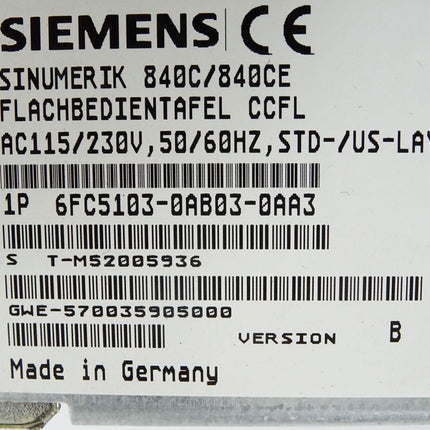 SIEMENS CE
SINUMERIK 840C/840CE
FLACHBEDIENTAFEL CCFL
AC115/230V,50/60HZ,STD-/US-LAY
1P 6FC5103-0AB03-0AA3
S T-M52005936
GWE-570035905000
VERSION B
Made in Germany